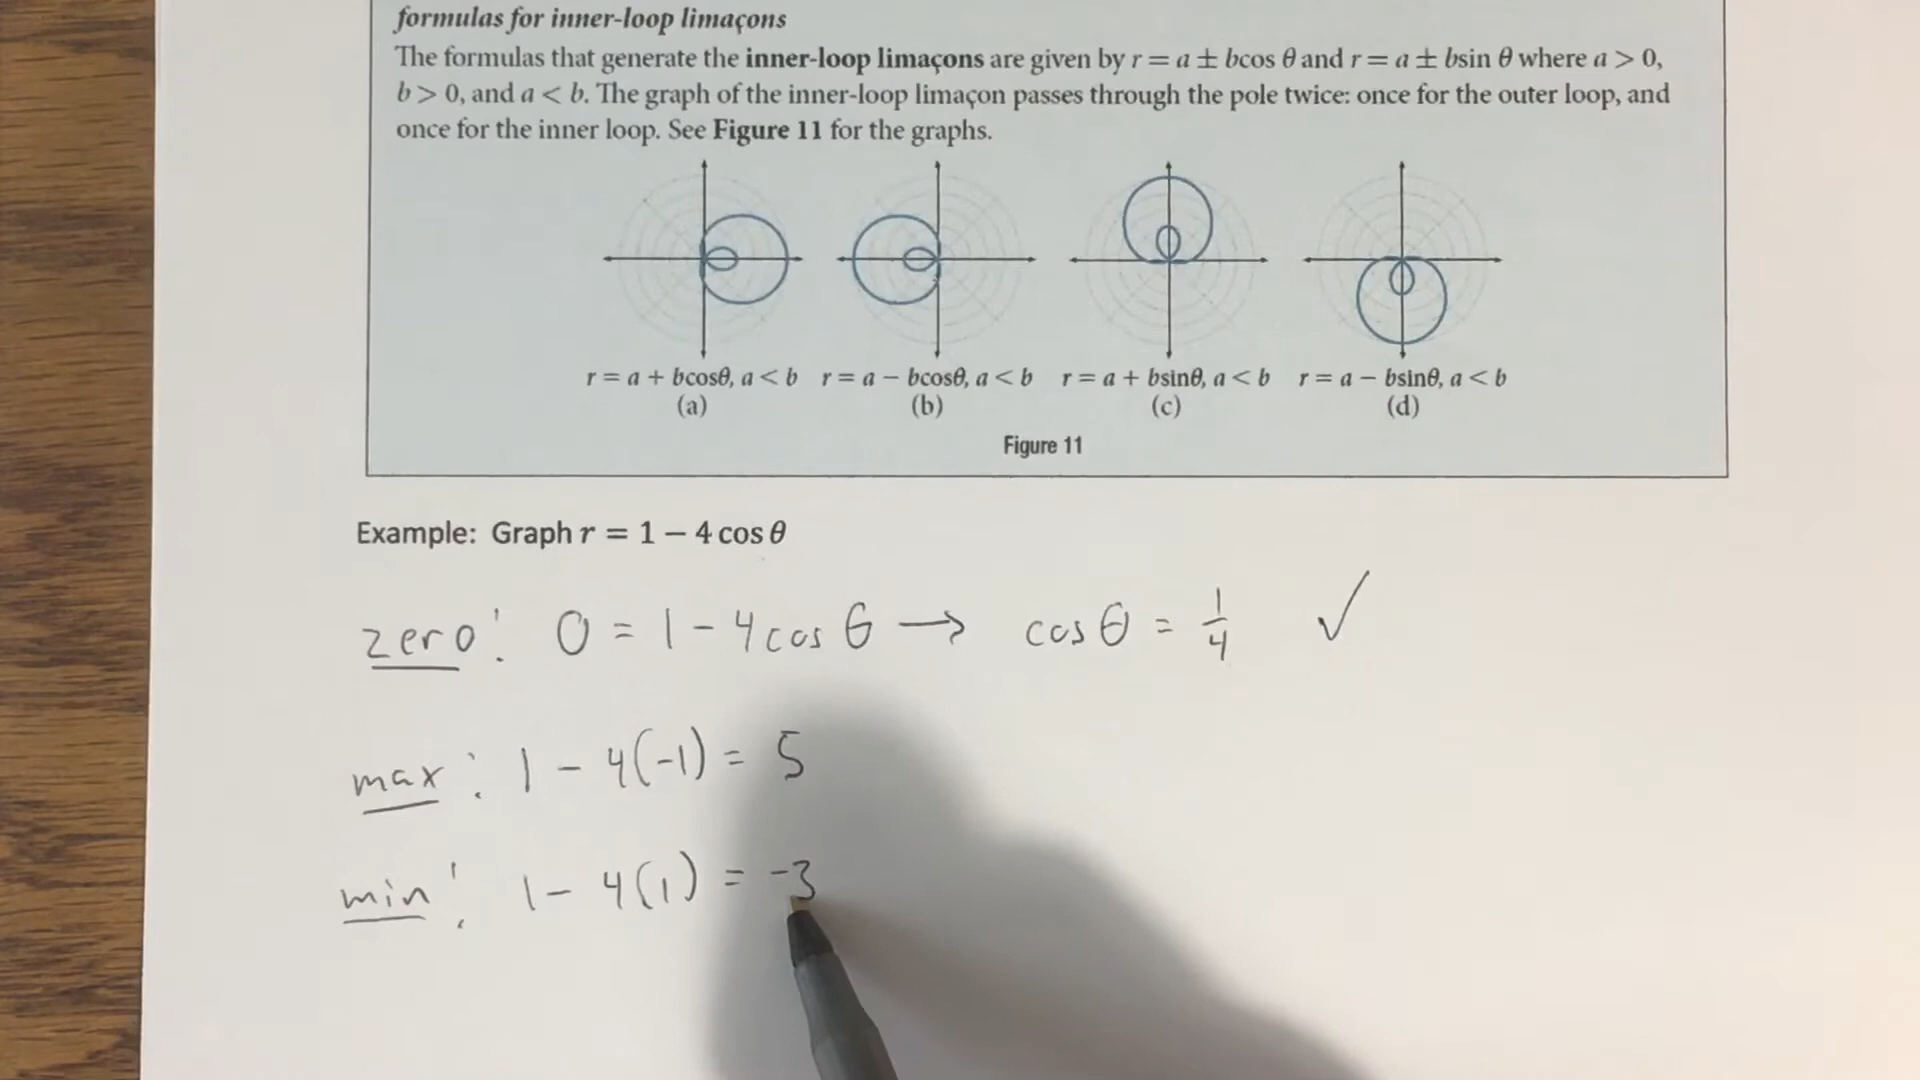 formulas for inner-loop limaçons
The formulas that generate the inner-loop limaçons are given by r = a ± bcos θ and r = a ± bsin θ where a > 0,
b > 0, and a < b. The graph of the inner-loop limaçon passes through the pole twice: once for the outer loop, and
once for the inner loop. See Figure 11 for the graphs.
r = a + bcosθ, a < b r = a − bcosθ, a < b r = a + bsinθ, a < b r = a − bsinθ, a < b
(a) (b) (c) (d)
Figure 11
Example: Graph r = 1 − 4 cos θ
zero: 0 = 1 - 4cos θ → cos θ = 1/4 ✓
max: 1 - 4(-1) = 5
min: 1 - 4(1) = -3